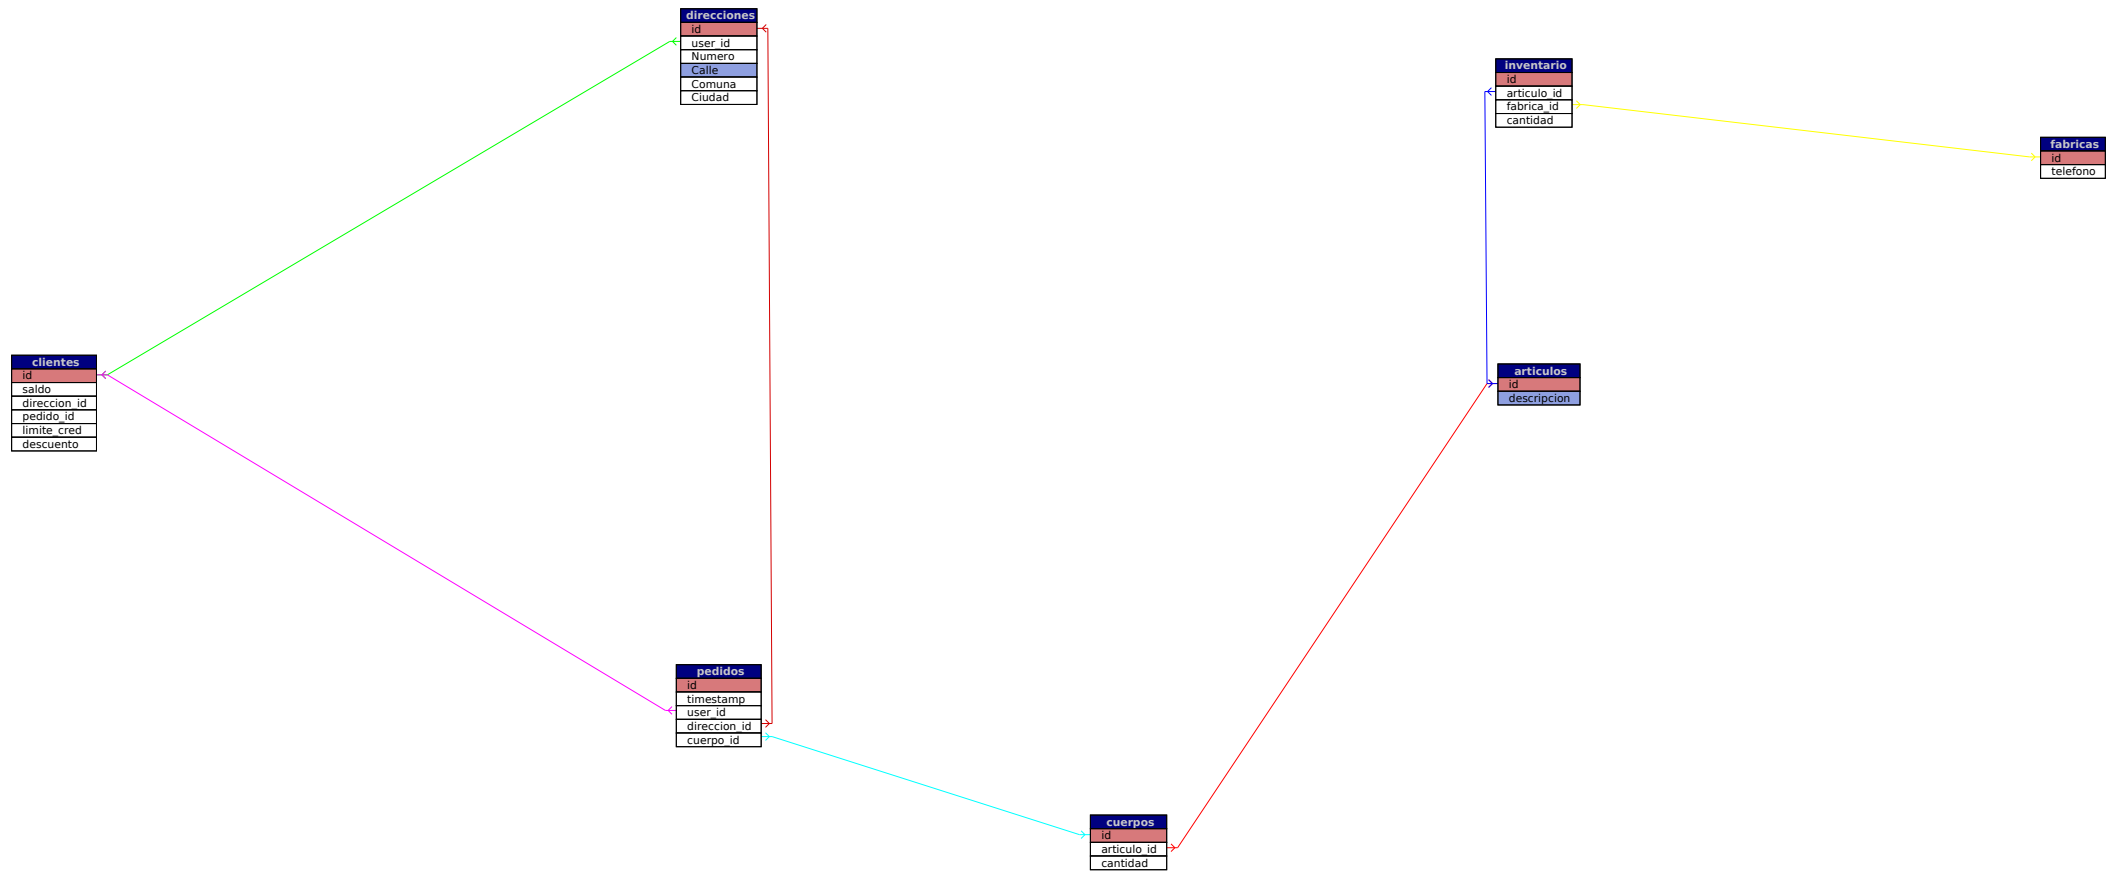 direcciones
id
user_id
Numero
Calle
Comuna
Ciudad
inventario
id
articulo_id
fabrica_id
cantidad
fabricas
id
telefono
clientes
id
saldo
direccion_id
pedido_id
limite_cred
descuento
articulos
id
descripcion
pedidos
id
timestamp
user_id
direccion_id
cuerpo_id
cuerpos
id
articulo_id
cantidad